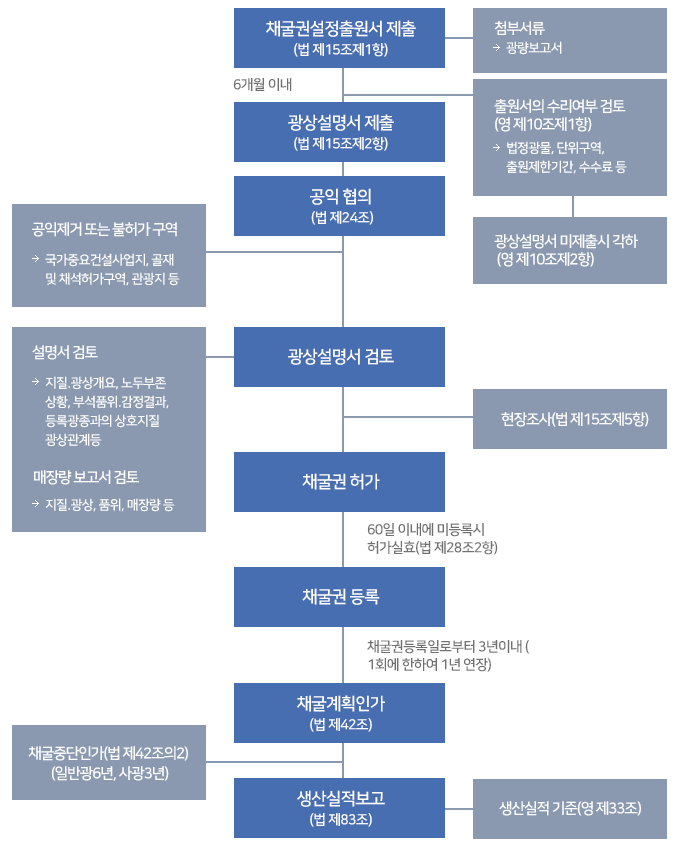 채굴권설정출원서 제출
(법 제15조제1항)
첨부서류
→ 광량보고서
6개월 이내
출원서의 수리여부 검토
(영 제10조제1항)
→ 법정광물, 단위구역,
출원제한기간, 수수료 등
광상설명서 제출
(법 제15조제2항)
공익 협의
(법 제24조)
공익제거 또는 불허가 구역
→ 국가중요건설사업지, 골재
및 채석허가구역, 관광지 등
광상설명서 미제출시 각하
(영 제10조제2항)
설명서 검토
→ 지질.광상개요, 노두부존
상황, 부석품위.감정결과,
등록광종과의 상호지질
광상관계등
매장량 보고서 검토
→ 지질.광상, 품위, 매장량 등
광상설명서 검토
현장조사(법 제15조제5항)
채굴권 허가
60일 이내에 미등록시
허가실효(법 제28조2항)
채굴권 등록
채굴권등록일로부터 3년이내 (
1회에 한하여 1년 연장)
채굴계획인가
(법 제42조)
채굴중단인가(법 제42조의2)
(일반광6년, 사광3년)
생산실적보고
(법 제83조)
생산실적 기준(영 제33조)